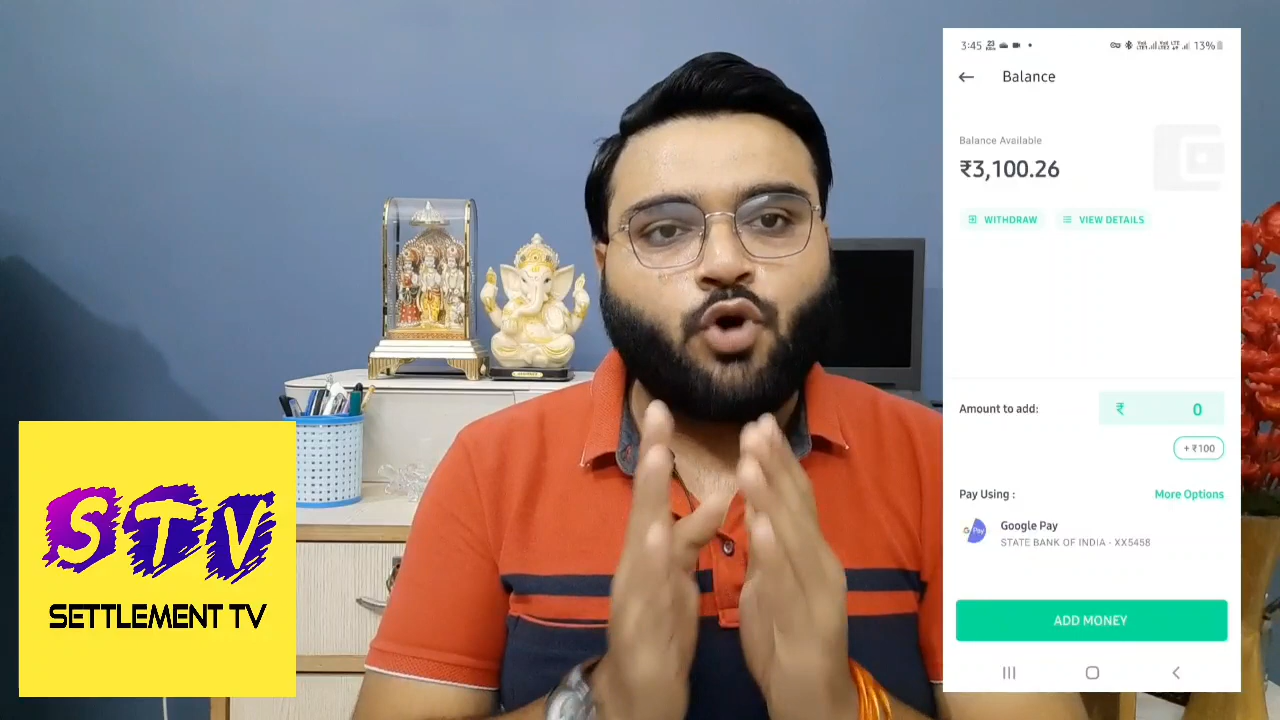 STV
SETTLEMENT TV
3:45
13%
Balance
Balance Available
₹3,100.26
WITHDRAW
VIEW DETAILS
Amount to add:
₹ 0
+ ₹100
Pay Using :
More Options
G Pay
Google Pay
STATE BANK OF INDIA - XX5458
ADD MONEY